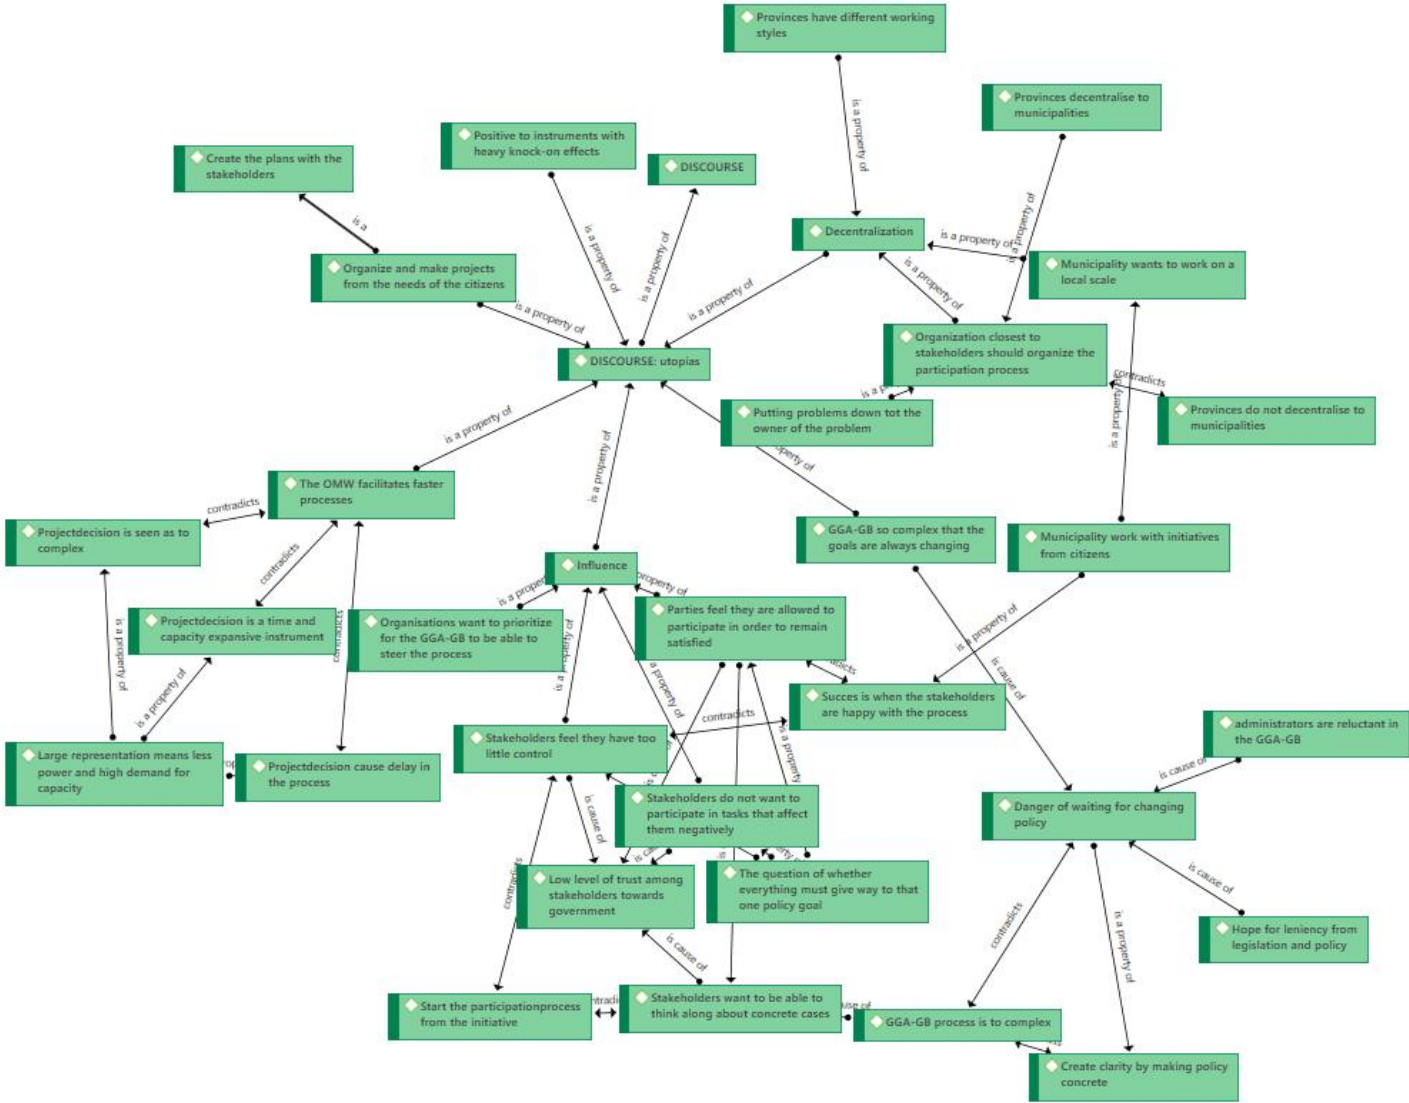 Provinces have different working
styles
is a property of
Provinces decentralise to
municipalities
is a property of
Positive to instruments with
heavy knock-on effects
is a property of
DISCOURSE
is a property of
Create the plans with the
stakeholders
is a
Decentralization
is a property of
is a property of
is a property of
Municipality wants to work on a
local scale
Organize and make projects
from the needs of the citizens
is a property of
Organization closest to
stakeholders should organize the
participation process
contradicts
DISCOURSE: utopias
is a
Putting problems down tot the
owner of the problem
Provinces do not decentralise to
municipalities
is a property
is a property of
is a property of
property of
The OMW facilitates faster
processes
contradicts
Projectdecision is seen as to
complex
contradicts
contradicts
GGA-GB so complex that the
goals are always changing
Municipality work with initiatives
from citizens
is a property of
is cause of
Influence
property of
Projectdecision is a time and
capacity expansive instrument
is a property of
is a property of
Organisations want to prioritize
for the GGA-GB to be able to
steer the process
Parties feel they are allowed to
participate in order to remain
satisfied
a property of
Succes is when the stakeholders
are happy with the process
contradicts
Stakeholders feel they have too
little control
is a property
administrators are reluctant in
the GGA-GB
is cause of
Large representation means less
power and high demand for
capacity
Projectdecision cause delay in
the process
Stakeholders do not want to
participate in tasks that affect
them negatively
is cause of
Danger of waiting for changing
policy
contradicts
Low level of trust among
stakeholders towards
government
The question of whether
everything must give way to that
one policy goal
is cause of
contradicts
is a property of
is cause of
Hope for leniency from
legislation and policy
Start the participationprocess
from the initiative
Stakeholders want to be able to
think along about concrete cases
GGA-GB process is to complex
Create clarity by making policy
concrete